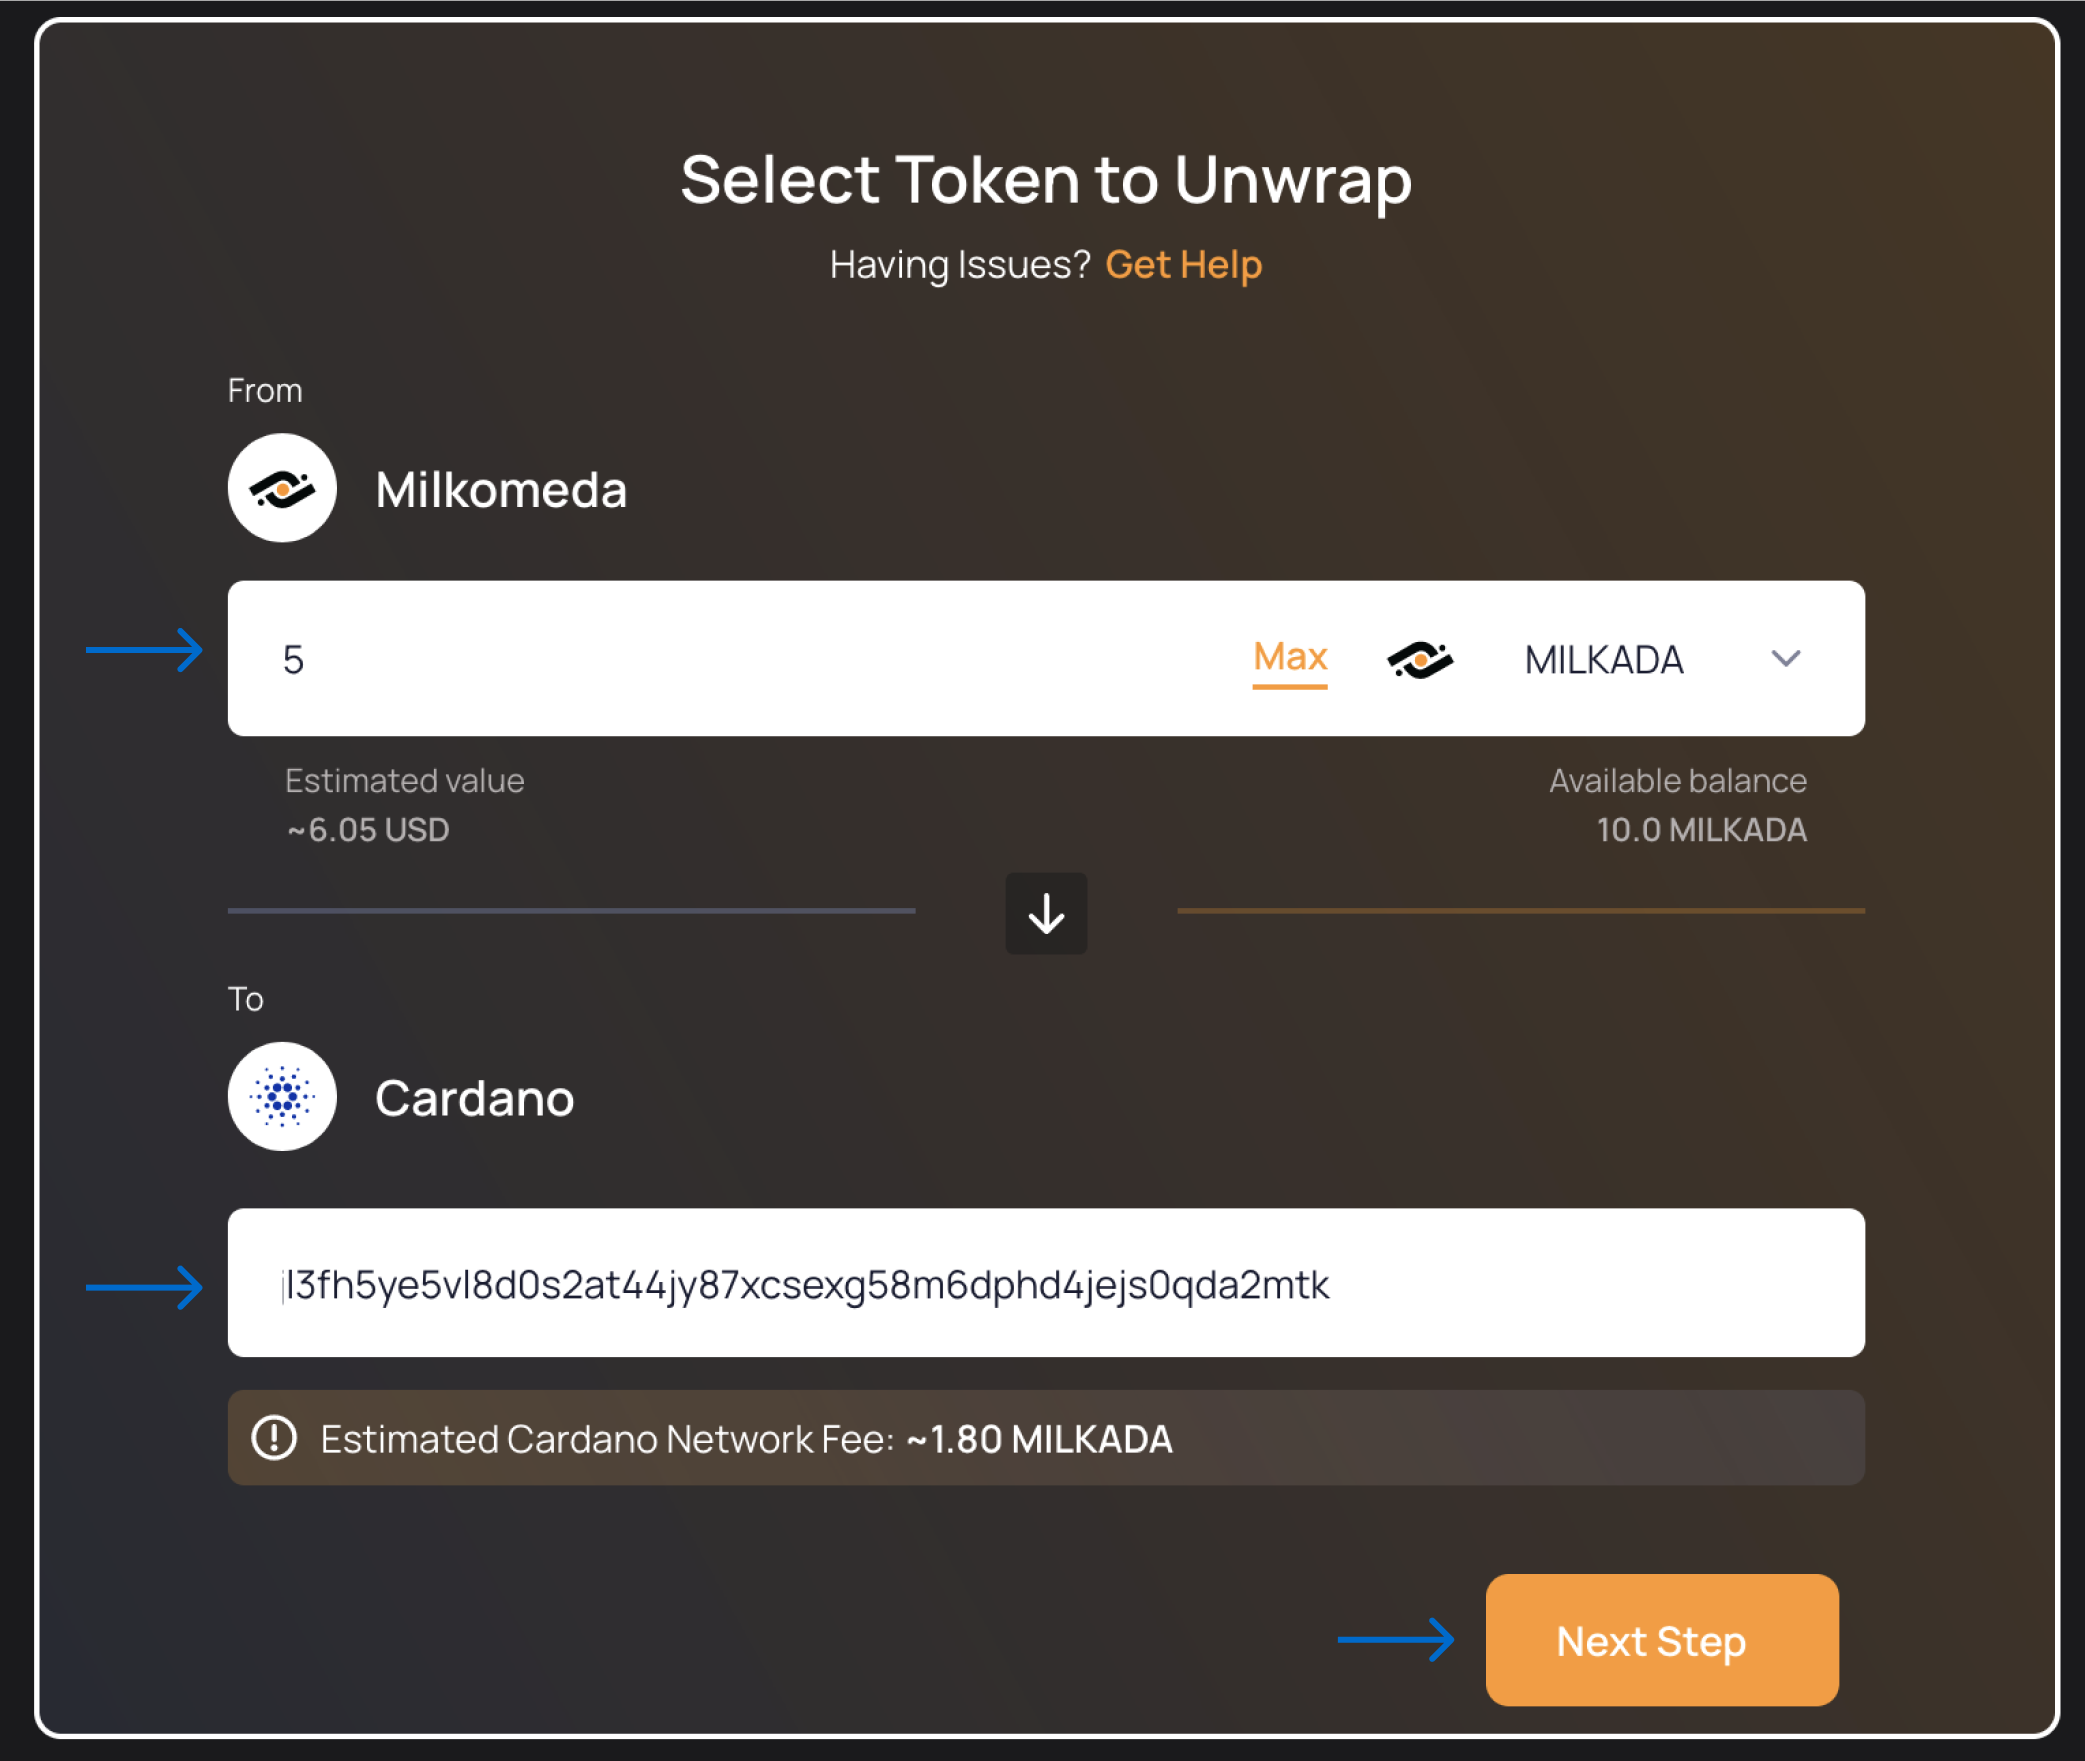 Select Token to Unwrap
Having Issues? Get Help
From
Milkomeda
5 Max MILKADA
Estimated value Available balance
~6.05 USD 10.0 MILKADA
To
Cardano
jl3fh5ye5vl8d0s2at44jy87xcsexg58m6dphd4jejs0qda2mtk
Estimated Cardano Network Fee: ~1.80 MILKADA
Next Step